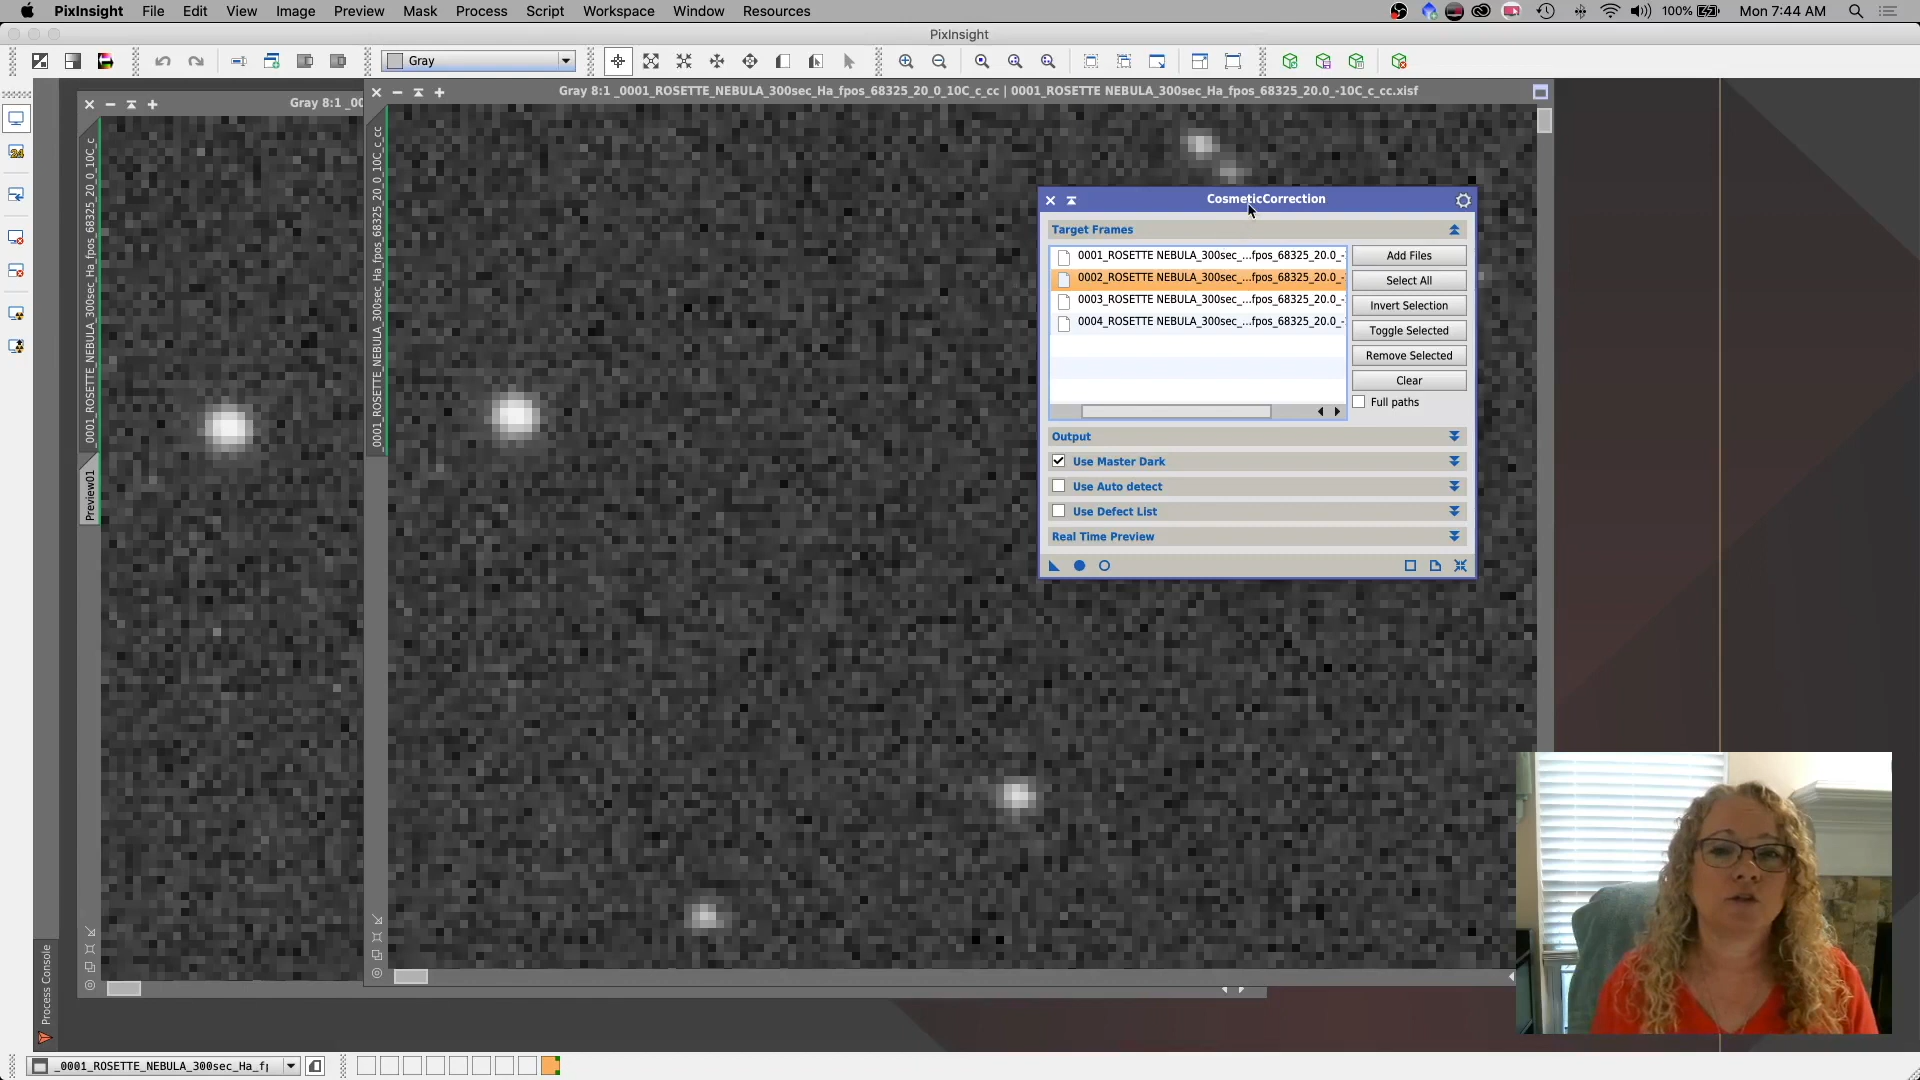 PixInsight File Edit View Image Preview Mask Process Script Workspace Window Resources
100% Mon 7:44 AM
PixInsight
Gray
Gray 8:1 _00
Gray 8:1 _0001_ROSETTE_NEBULA_300sec_Ha_fpos_68325_20_0_10C_c_cc | 0001_ROSETTE NEBULA_300sec_Ha_fpos_68325_20.0_-10C_c_cc.xisf
_0001_ROSETTE_NEBULA_300sec_Ha_fpos_68325_20_0_10C_c
Preview01
_0001_ROSETTE_NEBULA_300sec_Ha_fpos_68325_20_0_10C_c_cc
CosmeticCorrection
Target Frames
0001_ROSETTE NEBULA_300sec_...fpos_68325_20.0_-
0002_ROSETTE NEBULA_300sec_...fpos_68325_20.0_-
0003_ROSETTE NEBULA_300sec_...fpos_68325_20.0_-
0004_ROSETTE NEBULA_300sec_...fpos_68325_20.0_-
Add Files
Select All
Invert Selection
Toggle Selected
Remove Selected
Clear
Full paths
Output
Use Master Dark
Use Auto detect
Use Defect List
Real Time Preview
Process Console
_0001_ROSETTE_NEBULA_300sec_Ha_f